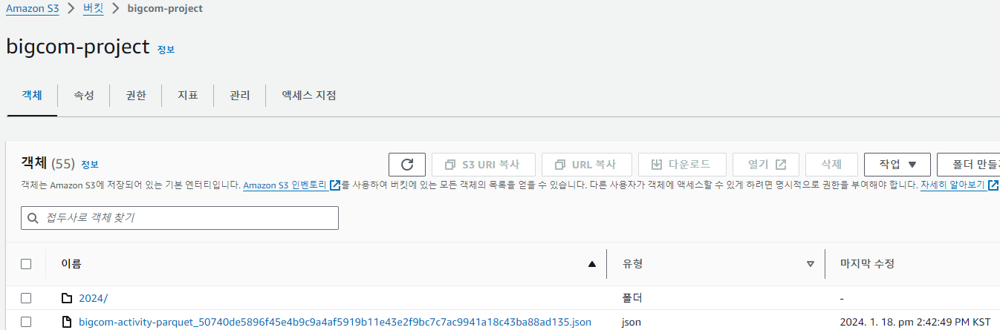 Amazon S3 > 버킷 > bigcom-project
bigcom-project 정보
객체 속성 권한 지표 관리 액세스 지점
객체 (55) 정보 S3 URI 복사 URL 복사 다운로드 열기 삭제 작업 폴더 만들
객체는 Amazon S3에 저장되어 있는 기본 엔터티입니다. Amazon S3 인벤토리 를 사용하여 버킷에 있는 모든 객체의 목록을 얻을 수 있습니다. 다른 사용자가 객체에 액세스할 수 있게 하려면 명시적으로 권한을 부여해야 합니다. 자세히 알아보기
접두사로 객체 찾기
이름 유형 마지막 수정
2024/ 폴더 -
bigcom-activity-parquet_50740de5896f45e4b9c9a4af5919b11e43e2f9bc7c7ac9941a18c43ba88ad135.json json 2024. 1. 18. pm 2:42:49 PM KST